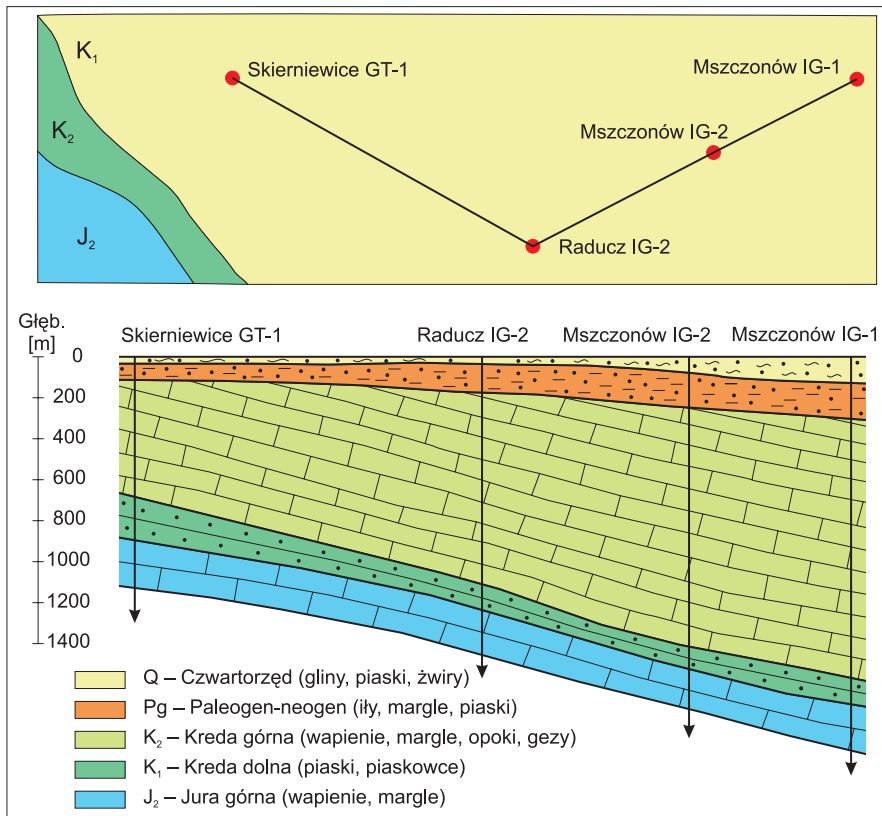 K₁
Skierniewice GT-1
Mszczonów IG-1
K₂
Mszczonów IG-2
J₂
Raducz IG-2
Głęb.
[m]
Skierniewice GT-1
Raducz IG-2
Mszczonów IG-2
Mszczonów IG-1
0
200
400
600
800
1000
1200
1400
Q – Czwartorzęd (gliny, piaski, żwiry)
Pg – Paleogen-neogen (iły, margle, piaski)
K₂ – Kreda górna (wapienie, margle, opoki, gezy)
K₁ – Kreda dolna (piaski, piaskowce)
J₂ – Jura górna (wapienie, margle)